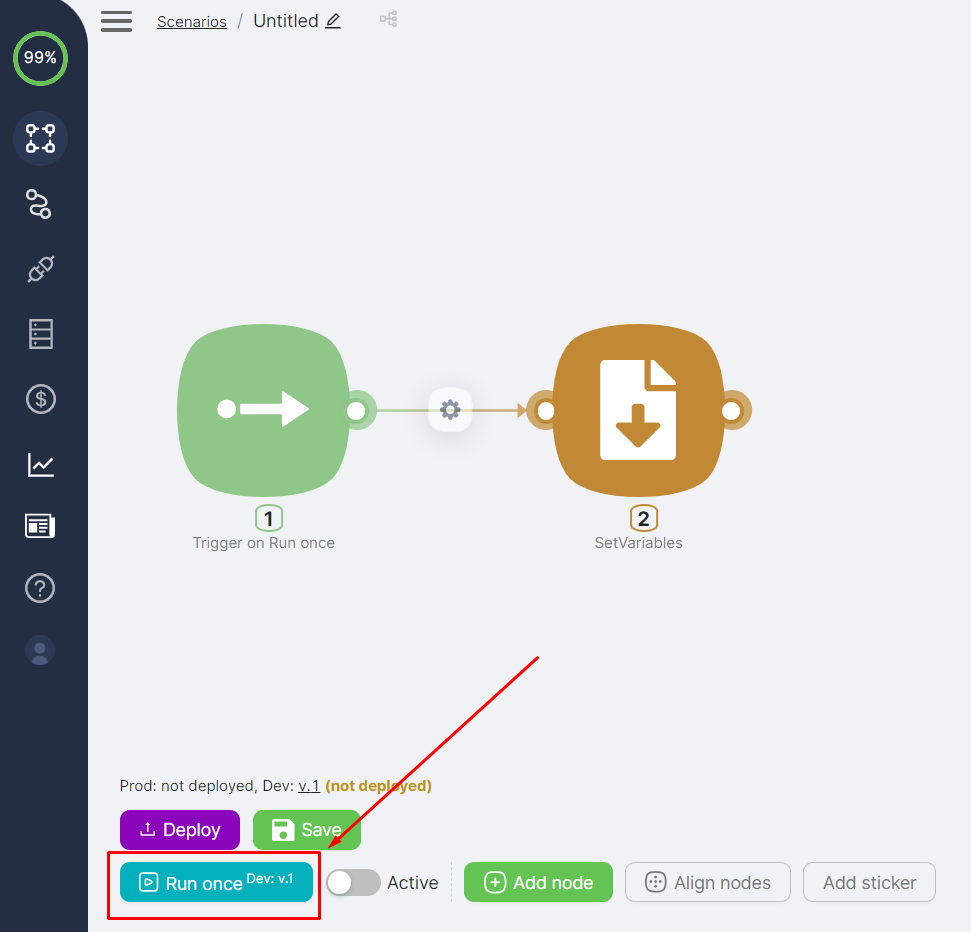 99%
Scenarios / Untitled
1
Trigger on Run once
2
SetVariables
Prod: not deployed, Dev: v.1 (not deployed)
Deploy
Save
Run once Dev: v.1
Active
Add node
Align nodes
Add sticker